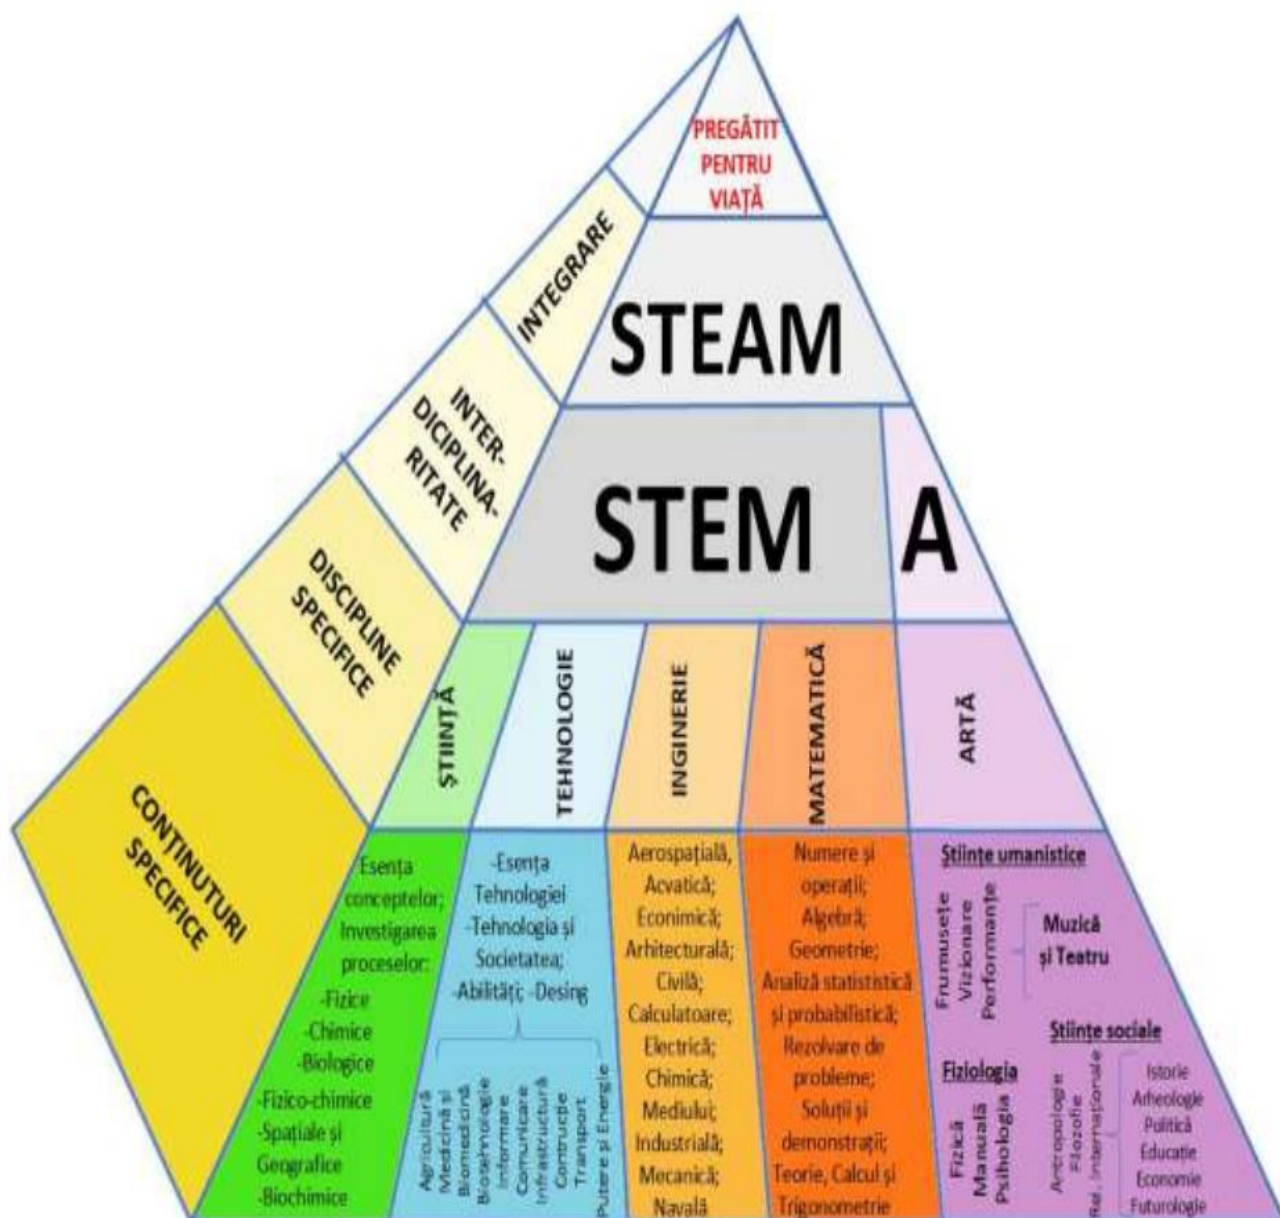 PREGĂTIT
PENTRU
VIAȚĂ
INTEGRARE
STEAM
INTER-
DICIPLINA-
RITATE
STEM
A
DISCIPLINE
SPECIFICE
ȘTIINȚĂ
TEHNOLOGIE
INGINERIE
MATEMATICĂ
ARTĂ
CONȚINUTURI
SPECIFICE
Esența
conceptelor;
Investigarea
proceselor:
-Fizice
-Chimice
-Biologice
-Fizico-chimice
-Spațiale și
Geografice
-Biochimice
-Esența
Tehnologiei
-Tehnologia și
Societatea;
-Abilități; -Desing
Agricultură
Medicină și
Biomedicină
Biotehnologie
Informare
Comunicare
Infrastructură
Contrucție
Transport
Putere și Energie
Aerospațială,
Acvatică;
Econimică;
Arhitecturală;
Civilă;
Calculatoare;
Electrică;
Chimică;
Mediului;
Industrială;
Mecanică;
Navală
Numere și
operații;
Algebră;
Geometrie;
Analiză statististică
și probabilistică;
Rezolvare de
probleme;
Soluții și
demonstrații;
Teorie, Calcul și
Trigonometrie
Științe umanistice
Frumusețe
Vizionare
Performanțe
Muzică
și Teatru
Științe sociale
Fiziologia
Fizică
Manuală
Psihologia
Antropologie
Filozofie
Rel. Internaționale
Istorie
Arheologie
Politică
Educație
Economie
Futurologie